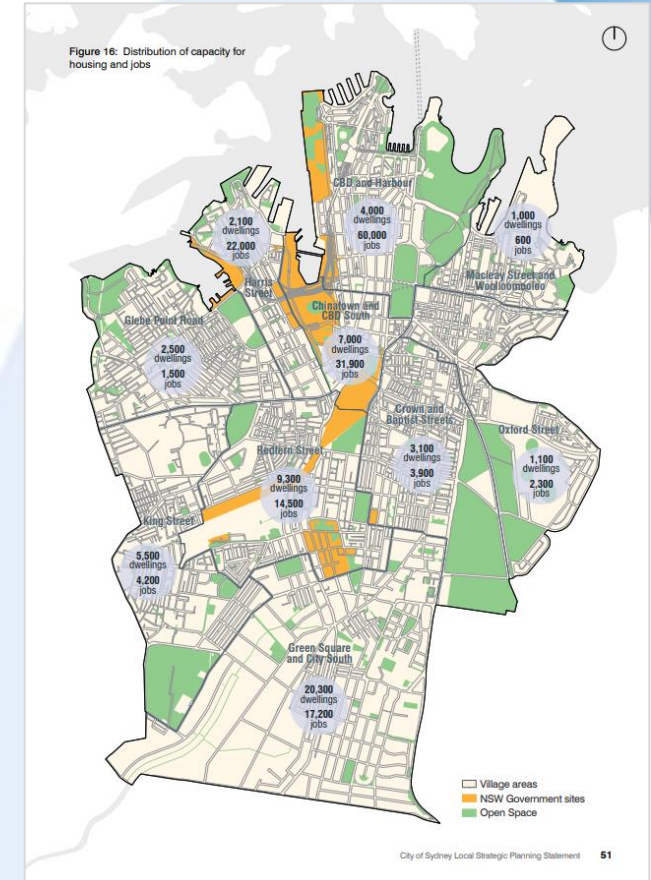 Figure 16: Distribution of capacity for
housing and jobs
CBD and Harbour
4,000
dwellings
60,000
jobs
2,100
dwellings
22,000
jobs
Harris
Street
1,000
dwellings
600
jobs
Macleay Street and
Woolloomooloo
Chinatown and
CBD South
7,000
dwellings
31,900
jobs
Glebe Point Road
2,500
dwellings
1,500
jobs
Crown and
Baptist Streets
3,100
dwellings
3,900
jobs
Oxford Street
1,100
dwellings
2,300
jobs
Redfern Street
9,300
dwellings
14,500
jobs
King Street
5,500
dwellings
4,200
jobs
Green Square
and City South
20,300
dwellings
17,200
jobs
Village areas
NSW Government sites
Open Space
City of Sydney Local Strategic Planning Statement 51